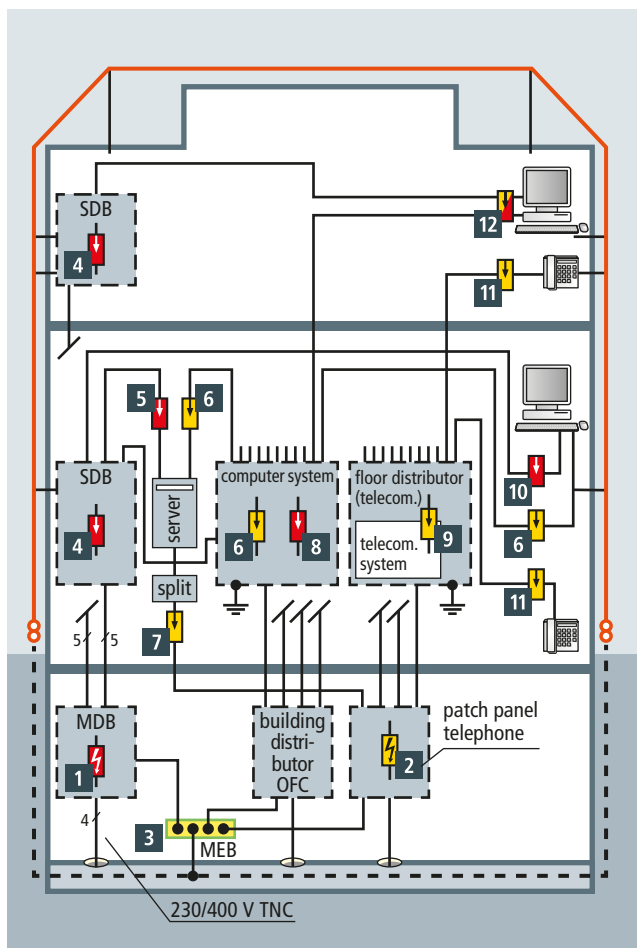 SDB
4
12
11
5
6
SDB
4
server
split
7
computer system
6
8
floor distributor
(telecom.)
9
telecom.
system
10
6
11
5
5
MDB
1
4
building
distri-
butor
OFC
2
patch panel
telephone
3
MEB
230/400 V TNC